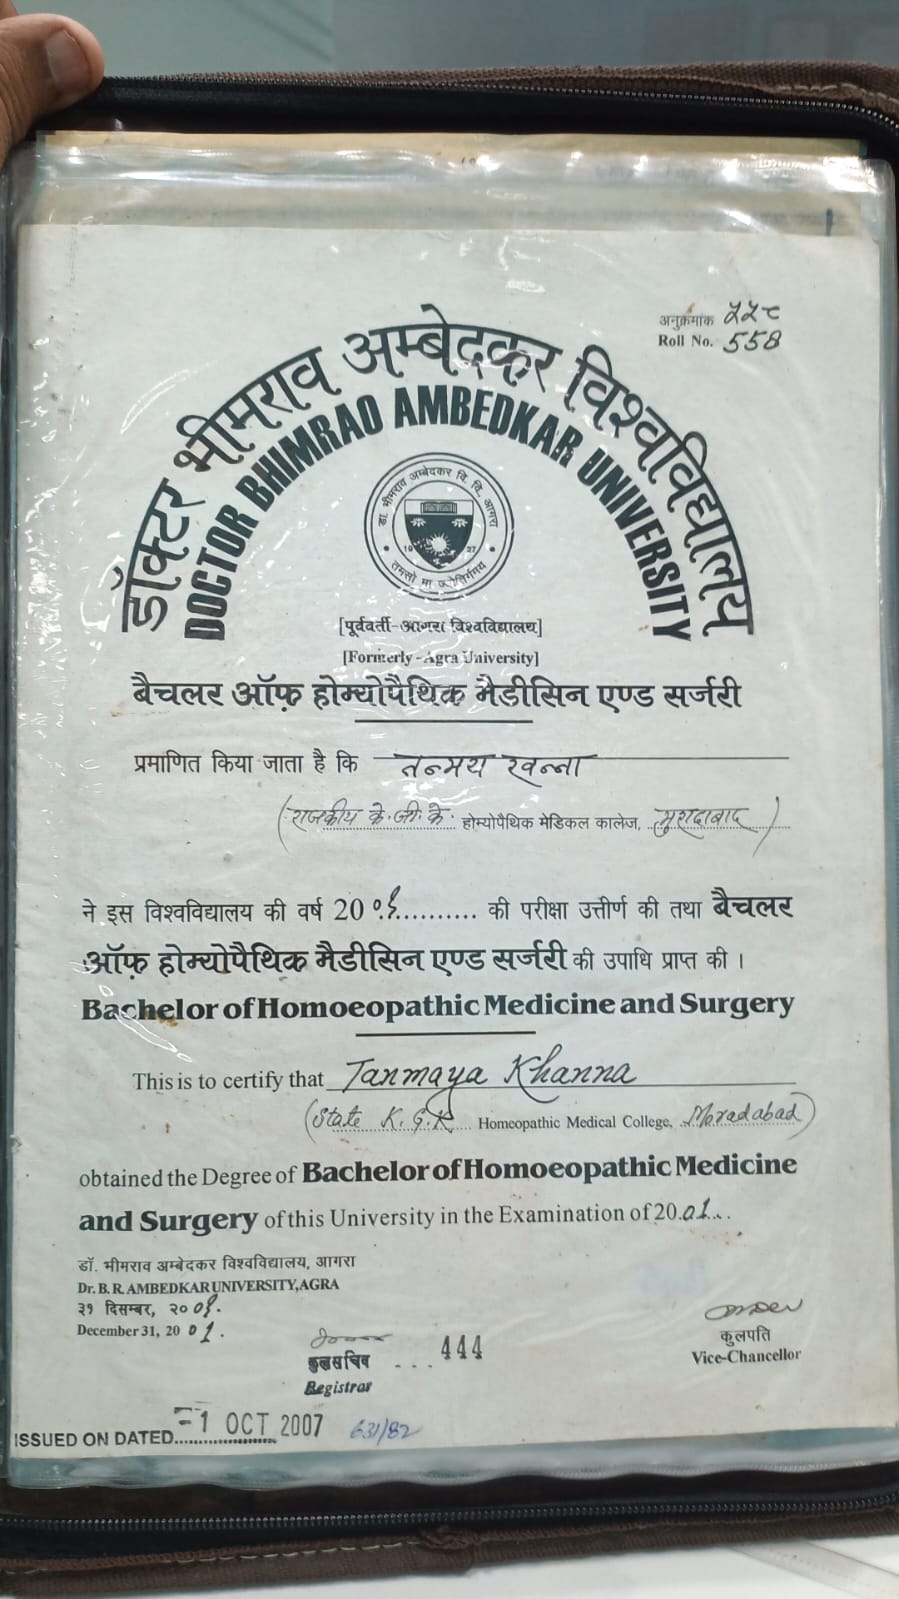 अनुक्रमांक ५५८
Roll No. 558
डॉक्टर भीमराव अम्बेदकर विश्वविद्यालय
DOCTOR BHIMRAO AMBEDKAR UNIVERSITY
डा. भीमराव अम्बेदकर वि. वि., आगरा
19 27
तमसो मा ज्योतिर्गमय
[पूर्ववर्ती-आगरा विश्वविद्यालय]
[Formerly - Agra University]
बैचलर ऑफ़ होम्योपैथिक मैडीसिन एण्ड सर्जरी
प्रमाणित किया जाता है कि तन्मय खन्ना
(राजकीय के. जी. के. होम्योपैथिक मेडिकल कालेज, मुरादाबाद)
ने इस विश्वविद्यालय की वर्ष 20०१.......... की परीक्षा उत्तीर्ण की तथा बैचलर
ऑफ़ होम्योपैथिक मैडीसिन एण्ड सर्जरी की उपाधि प्राप्त की ।
Bachelor of Homoeopathic Medicine and Surgery
This is to certify that Tanmaya Khanna
(State K. G. K. Homeopathic Medical College, Moradabad)
obtained the Degree of Bachelor of Homoeopathic Medicine
and Surgery of this University in the Examination of 20.01...
डॉ. भीमराव अम्बेदकर विश्वविद्यालय, आगरा
Dr. B. R. AMBEDKAR UNIVERSITY, AGRA
३१ दिसम्बर, २००१.
December 31, 20 01.
कुलसचिव ....444
Registrar
कुलपति
Vice-Chancellor
ISSUED ON DATED -1 OCT 2007 631/82